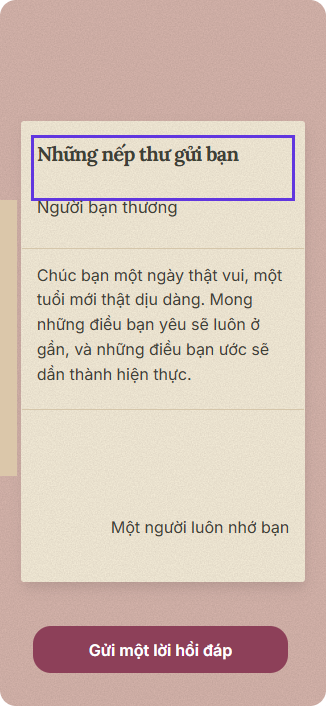 Những nếp thư gửi bạn
Người bạn thương
Chúc bạn một ngày thật vui, một
tuổi mới thật dịu dàng. Mong
những điều bạn yêu sẽ luôn ở
gần, và những điều bạn ước sẽ
dần thành hiện thực.
Một người luôn nhớ bạn
Gửi một lời hồi đáp